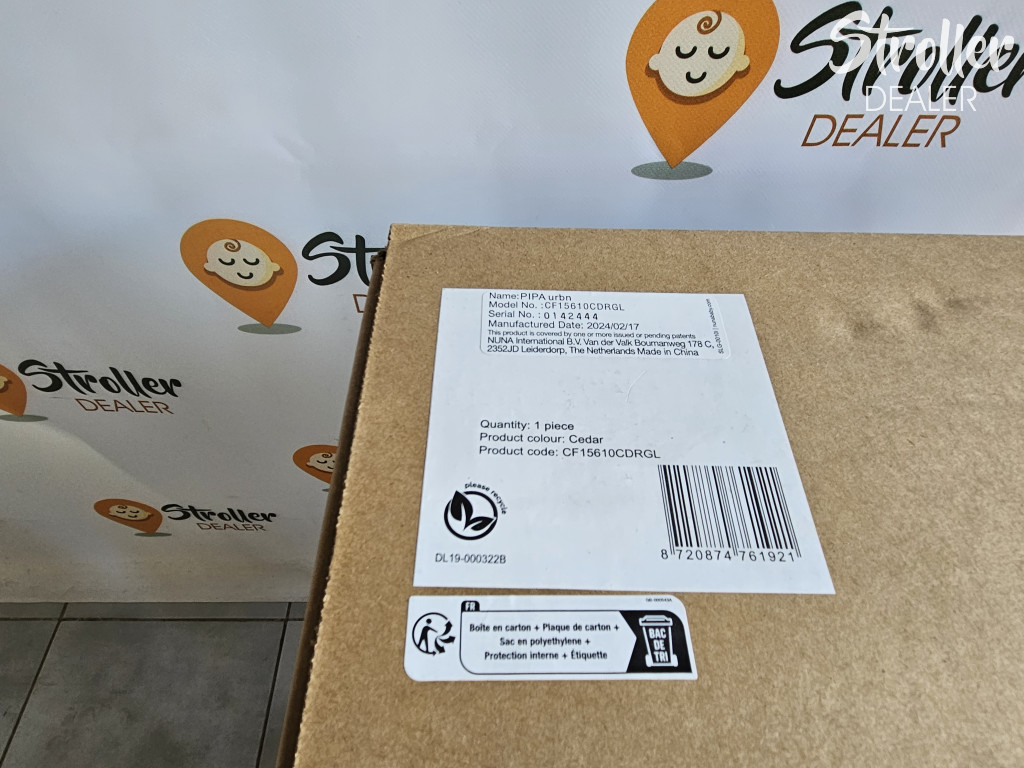 Stroller
DEALER
Stroller
DEALER
St
D
Stroller
DEALER
Stroller
DEALER
Name:PIPA urbn
Model No. :CF15610CDRGL
Serial No. : 0142444
Manufactured Date: 2024/02/17
This product is covered by one or more issued or pending patents
NUNA International B.V. Van der Valk Boumanweg 178 C,
2352JD Leiderdorp, The Netherlands Made in China
Quantity: 1 piece
Product colour: Cedar
Product code: CF15610CDRGL
please recycle
DL19-000322B
8 720874 761921
FR
Boîte en carton + Plaque de carton +
Sac en polyethylene +
Protection interne + Étiquette
BAC
DE
TRI